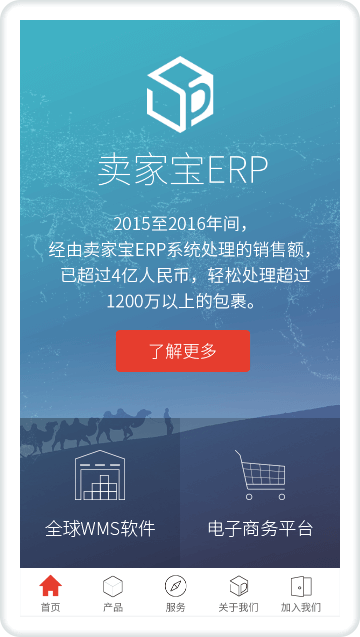 卖家宝ERP
2015至2016年间，
经由卖家宝ERP系统处理的销售额，
已超过4亿人民币，轻松处理超过
1200万以上的包裹。
了解更多
全球WMS软件
电子商务平台
首页
产品
服务
关于我们
加入我们